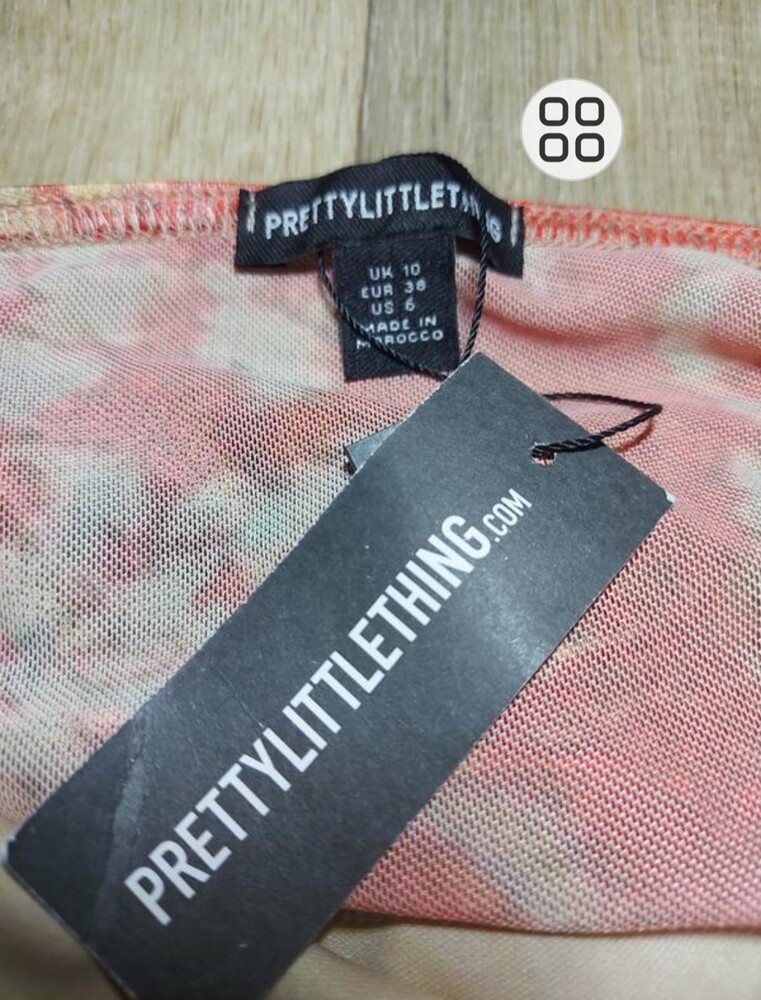 PRETTYLITTLETHING
UK 10
EUR 38
US 6
MADE IN
MOROCCO
PRETTYLITTLETHING.COM